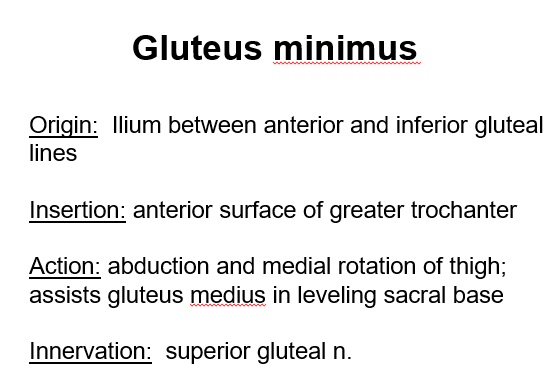 Gluteus minimus
Origin:  Ilium between anterior and inferior gluteal
lines
Insertion: anterior surface of greater trochanter
Action: abduction and medial rotation of thigh;
assists gluteus medius in leveling sacral base
Innervation:  superior gluteal n.